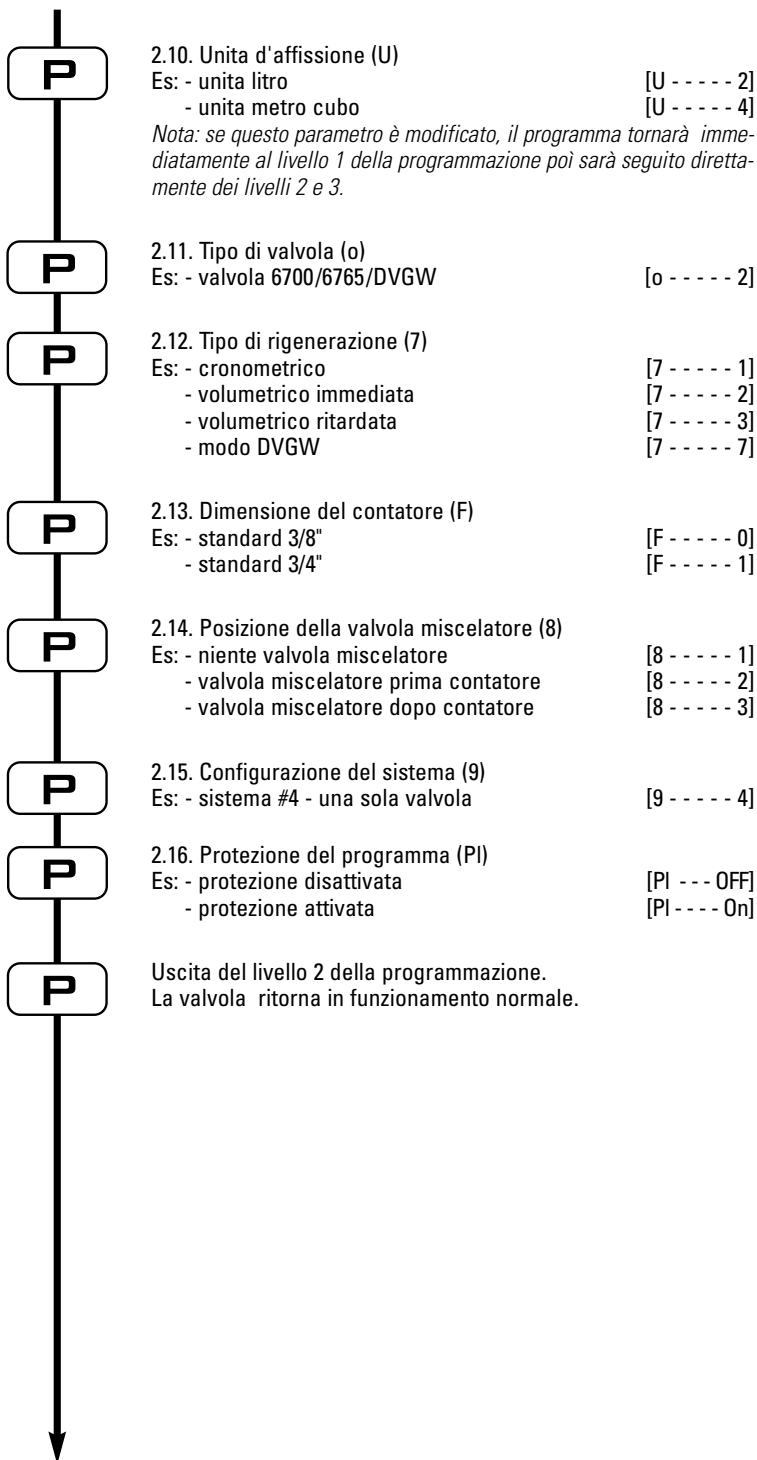 P
2.10. Unita d'affissione (U)
Es: - unita litro [U - - - - - 2]
- unita metro cubo [U - - - - - 4]
Nota: se questo parametro è modificato, il programma tornarà imme-
diatamente al livello 1 della programmazione poì sarà seguito diretta-
mente dei livelli 2 e 3.
P
2.11. Tipo di valvola (o)
Es: - valvola 6700/6765/DVGW [o - - - - - 2]
P
2.12. Tipo di rigenerazione (7)
Es: - cronometrico [7 - - - - - 1]
- volumetrico immediata [7 - - - - - 2]
- volumetrico ritardata [7 - - - - - 3]
- modo DVGW [7 - - - - - 7]
P
2.13. Dimensione del contatore (F)
Es: - standard 3/8" [F - - - - - 0]
- standard 3/4" [F - - - - - 1]
P
2.14. Posizione della valvola miscelatore (8)
Es: - niente valvola miscelatore [8 - - - - - 1]
- valvola miscelatore prima contatore [8 - - - - - 2]
- valvola miscelatore dopo contatore [8 - - - - - 3]
P
2.15. Configurazione del sistema (9)
Es: - sistema #4 - una sola valvola [9 - - - - - 4]
P
2.16. Protezione del programma (PI)
Es: - protezione disattivata [PI - - - OFF]
- protezione attivata [PI - - - - On]
P
Uscita del livello 2 della programmazione.
La valvola ritorna in funzionamento normale.